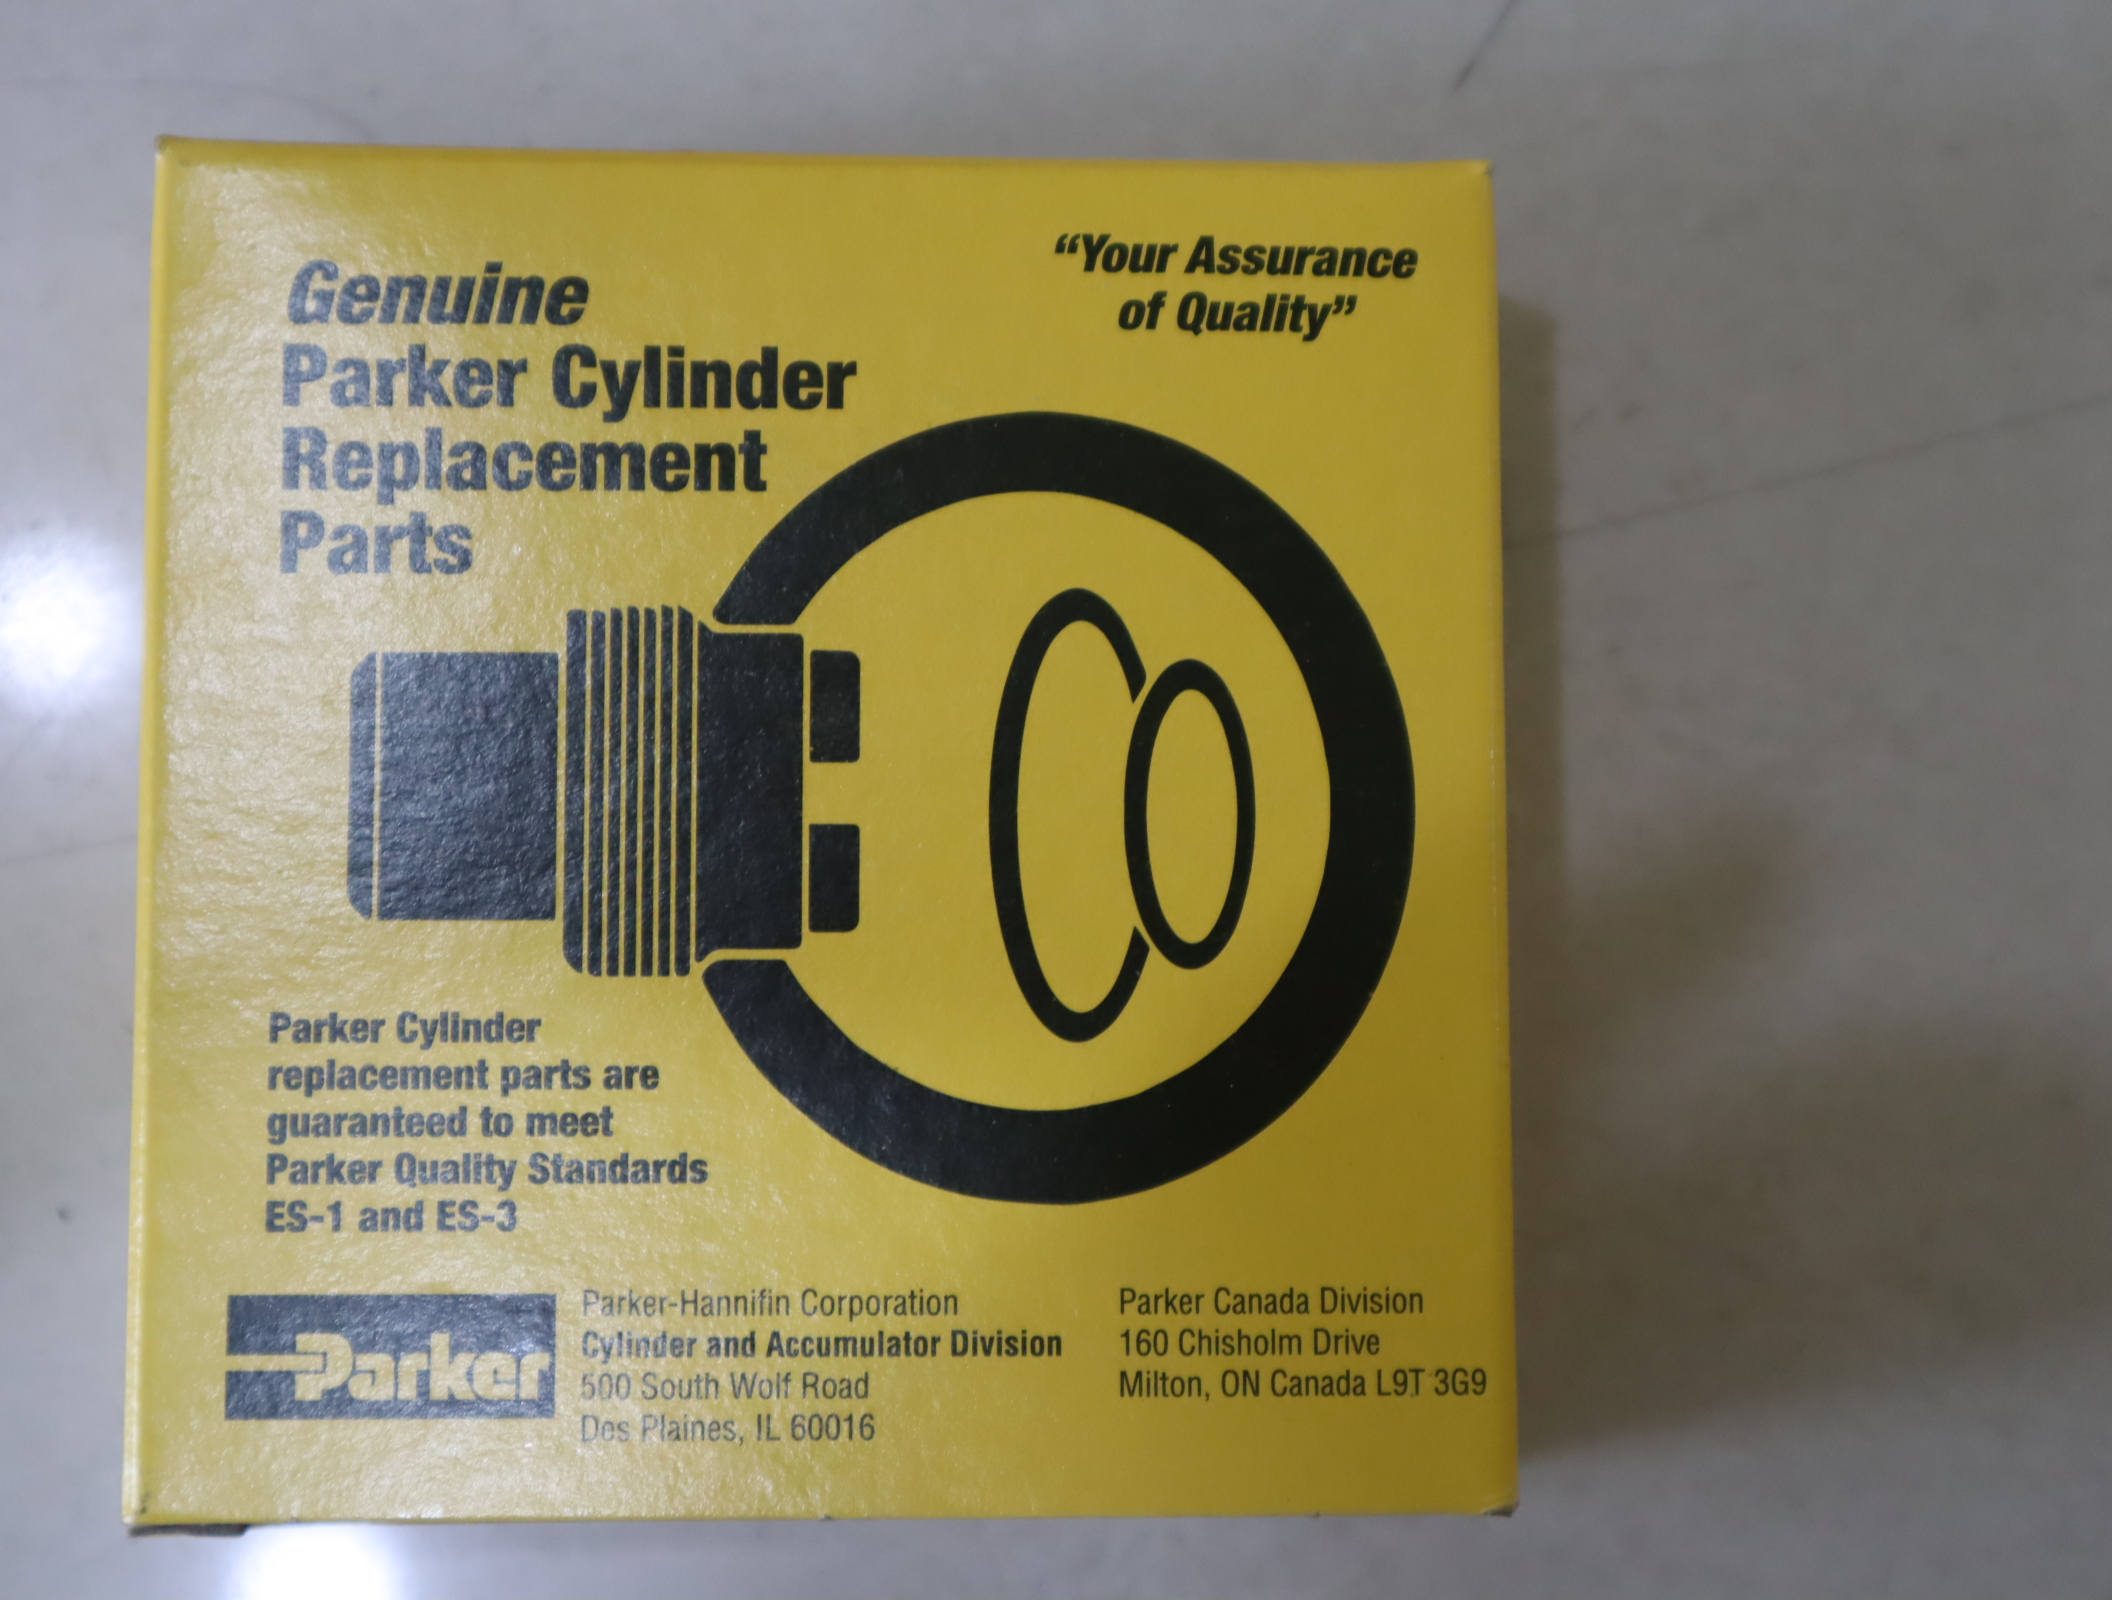 Genuine
Parker Cylinder
Replacement
Parts
“Your Assurance
of Quality”
Parker Cylinder
replacement parts are
guaranteed to meet
Parker Quality Standards
ES-1 and ES-3
Parker
Parker-Hannifin Corporation
Cylinder and Accumulator Division
500 South Wolf Road
Des Plaines, IL 60016
Parker Canada Division
160 Chisholm Drive
Milton, ON Canada L9T 3G9